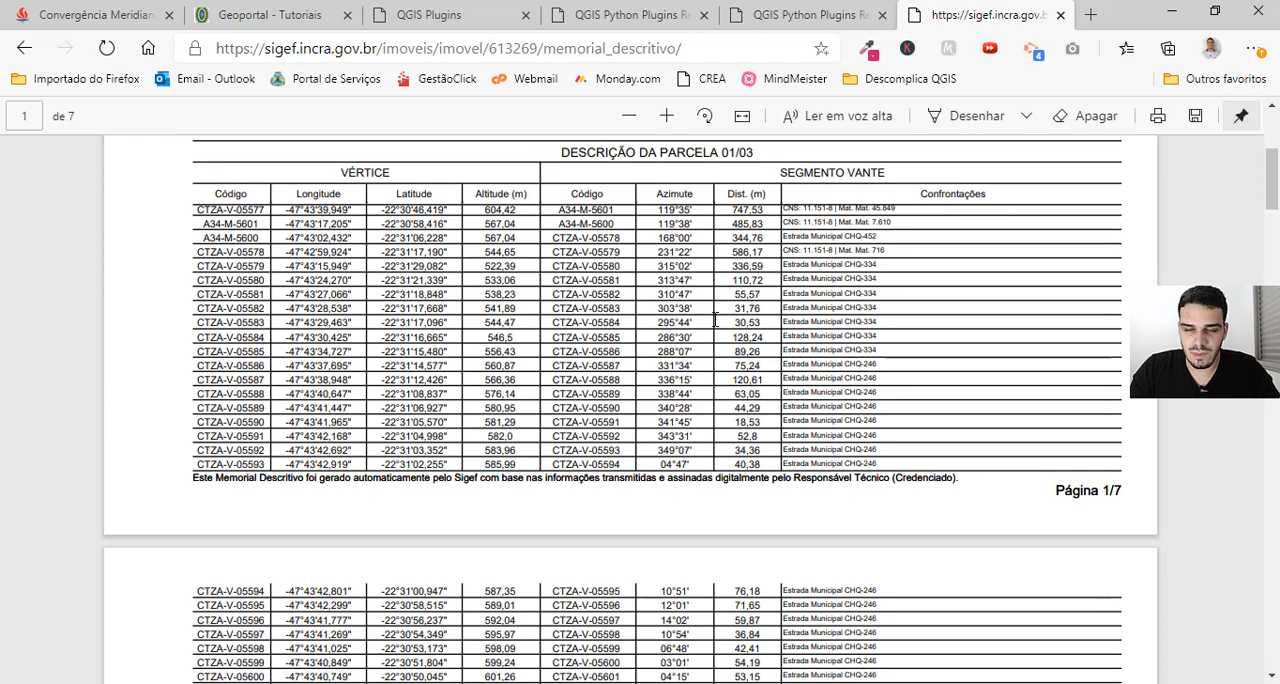 Convergência Meridian
Geoportal - Tutoriais
QGIS Plugins
QGIS Python Plugins Re
QGIS Python Plugins Re
https://sigef.incra.gov.b
https://sigef.incra.gov.br/imoveis/imovel/613269/memorial_descritivo/
K
M
4
Importado do Firefox
Email - Outlook
Portal de Serviços
GestãoClick
Webmail
Monday.com
CREA
MindMeister
Descomplica QGIS
Outros favoritos
1 de 7
Ler em voz alta
Desenhar
Apagar
DESCRIÇÃO DA PARCELA 01/03
VÉRTICE SEGMENTO VANTE
Código Longitude Latitude Altitude (m) Código Azimute Dist. (m) Confrontações
CTZA-V-05577 -47°43'39,949" -22°30'46,419" 604,42 A34-M-5601 119°35' 747,53 CNS: 11.151-8 | Mat. Mat. 45.849
A34-M-5601 -47°43'17,205" -22°30'58,416" 567,04 A34-M-5600 119°38' 485,83 CNS: 11.151-8 | Mat. Mat. 7.610
A34-M-5600 -47°43'02,432" -22°31'06,228" 567,04 CTZA-V-05578 168°00' 344,76 Estrada Municipal CHQ-452
CTZA-V-05578 -47°42'59,924" -22°31'17,190" 544,65 CTZA-V-05579 231°22' 586,17 CNS: 11.151-8 | Mat. Mat. 716
CTZA-V-05579 -47°43'15,949" -22°31'29,082" 522,39 CTZA-V-05580 315°02' 336,59 Estrada Municipal CHQ-334
CTZA-V-05580 -47°43'24,270" -22°31'21,339" 533,06 CTZA-V-05581 313°47' 110,72 Estrada Municipal CHQ-334
CTZA-V-05581 -47°43'27,066" -22°31'18,848" 538,23 CTZA-V-05582 310°47' 55,57 Estrada Municipal CHQ-334
CTZA-V-05582 -47°43'28,538" -22°31'17,680" 541,89 CTZA-V-05583 303°38' 31,76 Estrada Municipal CHQ-334
CTZA-V-05583 -47°43'29,463" -22°31'17,096" 544,47 CTZA-V-05584 295°44' 30,53 Estrada Municipal CHQ-334
CTZA-V-05584 -47°43'30,425" -22°31'16,665" 546,5 CTZA-V-05585 286°30' 128,24 Estrada Municipal CHQ-334
CTZA-V-05585 -47°43'34,727" -22°31'15,480" 556,43 CTZA-V-05586 288°07' 89,26 Estrada Municipal CHQ-334
CTZA-V-05586 -47°43'37,695" -22°31'14,577" 560,87 CTZA-V-05587 331°34' 75,24 Estrada Municipal CHQ-246
CTZA-V-05587 -47°43'38,948" -22°31'12,426" 566,36 CTZA-V-05588 336°15' 120,61 Estrada Municipal CHQ-246
CTZA-V-05588 -47°43'40,647" -22°31'08,837" 576,14 CTZA-V-05589 338°44' 63,05 Estrada Municipal CHQ-246
CTZA-V-05589 -47°43'41,447" -22°31'06,927" 580,95 CTZA-V-05590 340°28' 44,29 Estrada Municipal CHQ-246
CTZA-V-05590 -47°43'41,965" -22°31'05,570" 581,29 CTZA-V-05591 341°45' 18,53 Estrada Municipal CHQ-246
CTZA-V-05591 -47°43'42,168" -22°31'04,998" 582,0 CTZA-V-05592 343°31' 52,8 Estrada Municipal CHQ-246
CTZA-V-05592 -47°43'42,692" -22°31'03,352" 583,96 CTZA-V-05593 349°07' 34,36 Estrada Municipal CHQ-246
CTZA-V-05593 -47°43'42,919" -22°31'02,255" 585,99 CTZA-V-05594 04°47' 40,38 Estrada Municipal CHQ-246
Este Memorial Descritivo foi gerado automaticamente pelo Sigef com base nas informações transmitidas e assinadas digitalmente pelo Responsável Técnico (Credenciado).
Página 1/7
CTZA-V-05594 -47°43'42,801" -22°31'00,947" 587,35 CTZA-V-05595 10°51' 76,18 Estrada Municipal CHQ-246
CTZA-V-05595 -47°43'42,299" -22°30'58,515" 589,01 CTZA-V-05596 12°01' 71,65 Estrada Municipal CHQ-246
CTZA-V-05596 -47°43'41,777" -22°30'56,237" 592,04 CTZA-V-05597 14°02' 59,87 Estrada Municipal CHQ-246
CTZA-V-05597 -47°43'41,269" -22°30'54,349" 595,97 CTZA-V-05598 10°54' 36,84 Estrada Municipal CHQ-246
CTZA-V-05598 -47°43'41,025" -22°30'53,173" 598,09 CTZA-V-05599 06°48' 42,41 Estrada Municipal CHQ-246
CTZA-V-05599 -47°43'40,849" -22°30'51,804" 599,24 CTZA-V-05600 03°01' 54,19 Estrada Municipal CHQ-246
CTZA-V-05600 -47°43'40,749" -22°30'50,045" 601,26 CTZA-V-05601 04°15' 53,15 Estrada Municipal CHQ-246